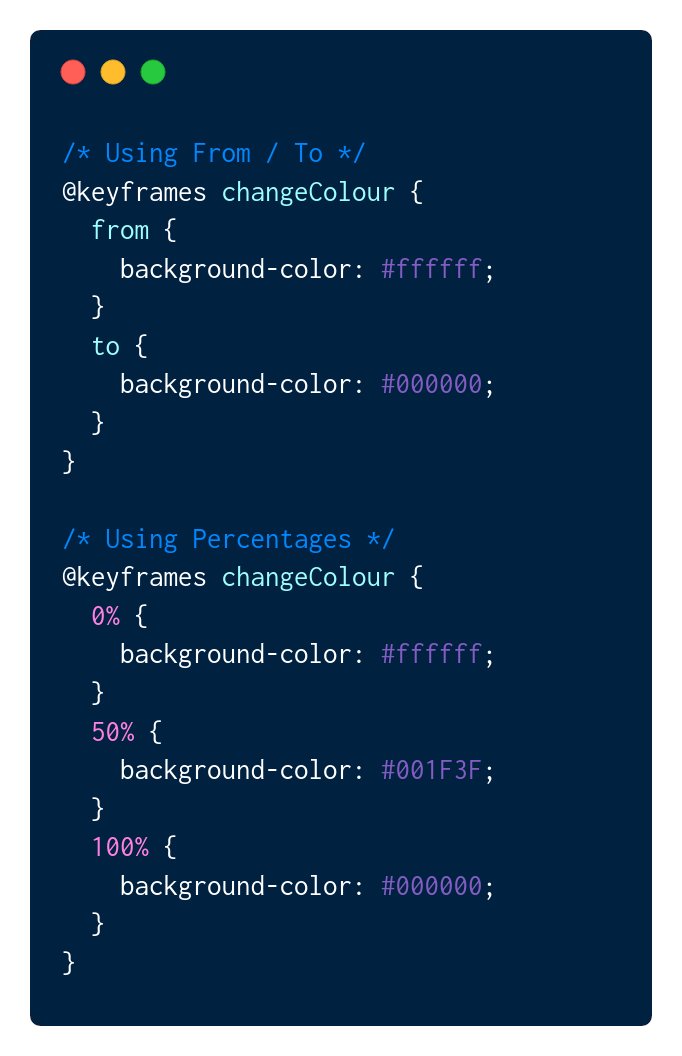 /* Using From / To */
@keyframes changeColour {
  from {
    background-color: #ffffff;
  }
  to {
    background-color: #000000;
  }
}

/* Using Percentages */
@keyframes changeColour {
  0% {
    background-color: #ffffff;
  }
  50% {
    background-color: #001F3F;
  }
  100% {
    background-color: #000000;
  }
}